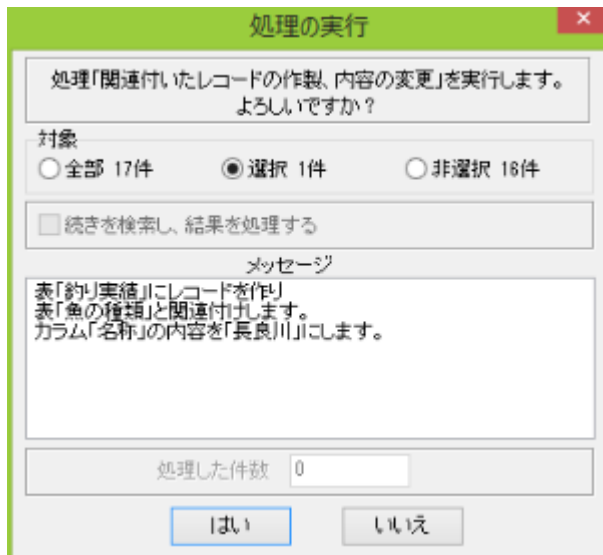 処理の実行
処理「関連付いたレコードの作製、内容の変更」を実行します。
よろしいですか？
対象
全部 17件 選択 1件 非選択 16件
続きを検索し、結果を処理する
メッセージ
表「釣り実績」にレコードを作り
表「魚の種類」と関連付けします。
カラム「名称」の内容を「長良川」にします。
処理した件数 0
はい いいえ